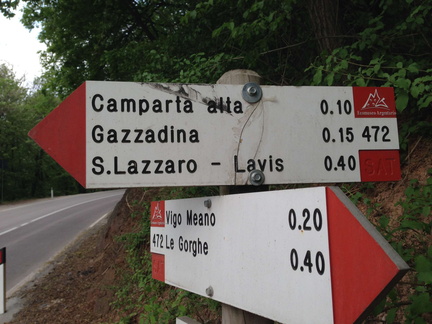 Camparta alta 0.10
Gazzadina 0.15 472
S.Lazzaro - Lavis 0.40 SAT
Vigo Meano 0.20
472 Le Gorghe 0.40